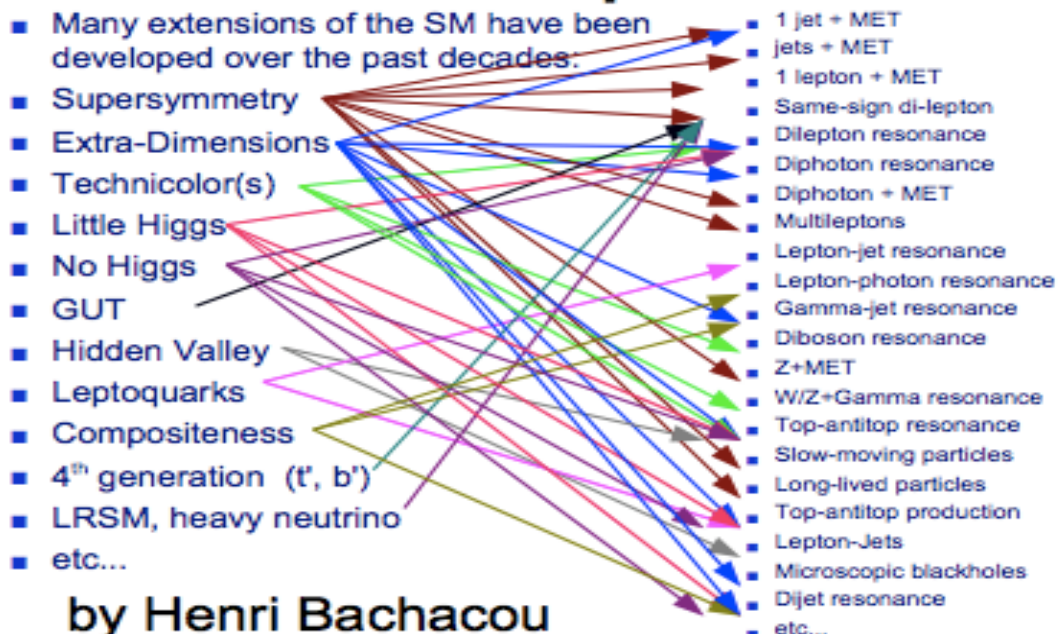 Many extensions of the SM have been
developed over the past decades:
Supersymmetry
Extra-Dimensions
Technicolor(s)
Little Higgs
No Higgs
GUT
Hidden Valley
Leptoquarks
Compositeness
4th generation (t', b')
LRSM, heavy neutrino
etc...
by Henri Bachacou
1 jet + MET
jets + MET
1 lepton + MET
Same-sign di-lepton
Dilepton resonance
Diphoton resonance
Diphoton + MET
Multileptons
Lepton-jet resonance
Lepton-photon resonance
Gamma-jet resonance
Diboson resonance
Z+MET
W/Z+Gamma resonance
Top-antitop resonance
Slow-moving particles
Long-lived particles
Top-antitop production
Lepton-Jets
Microscopic blackholes
Dijet resonance
etc...